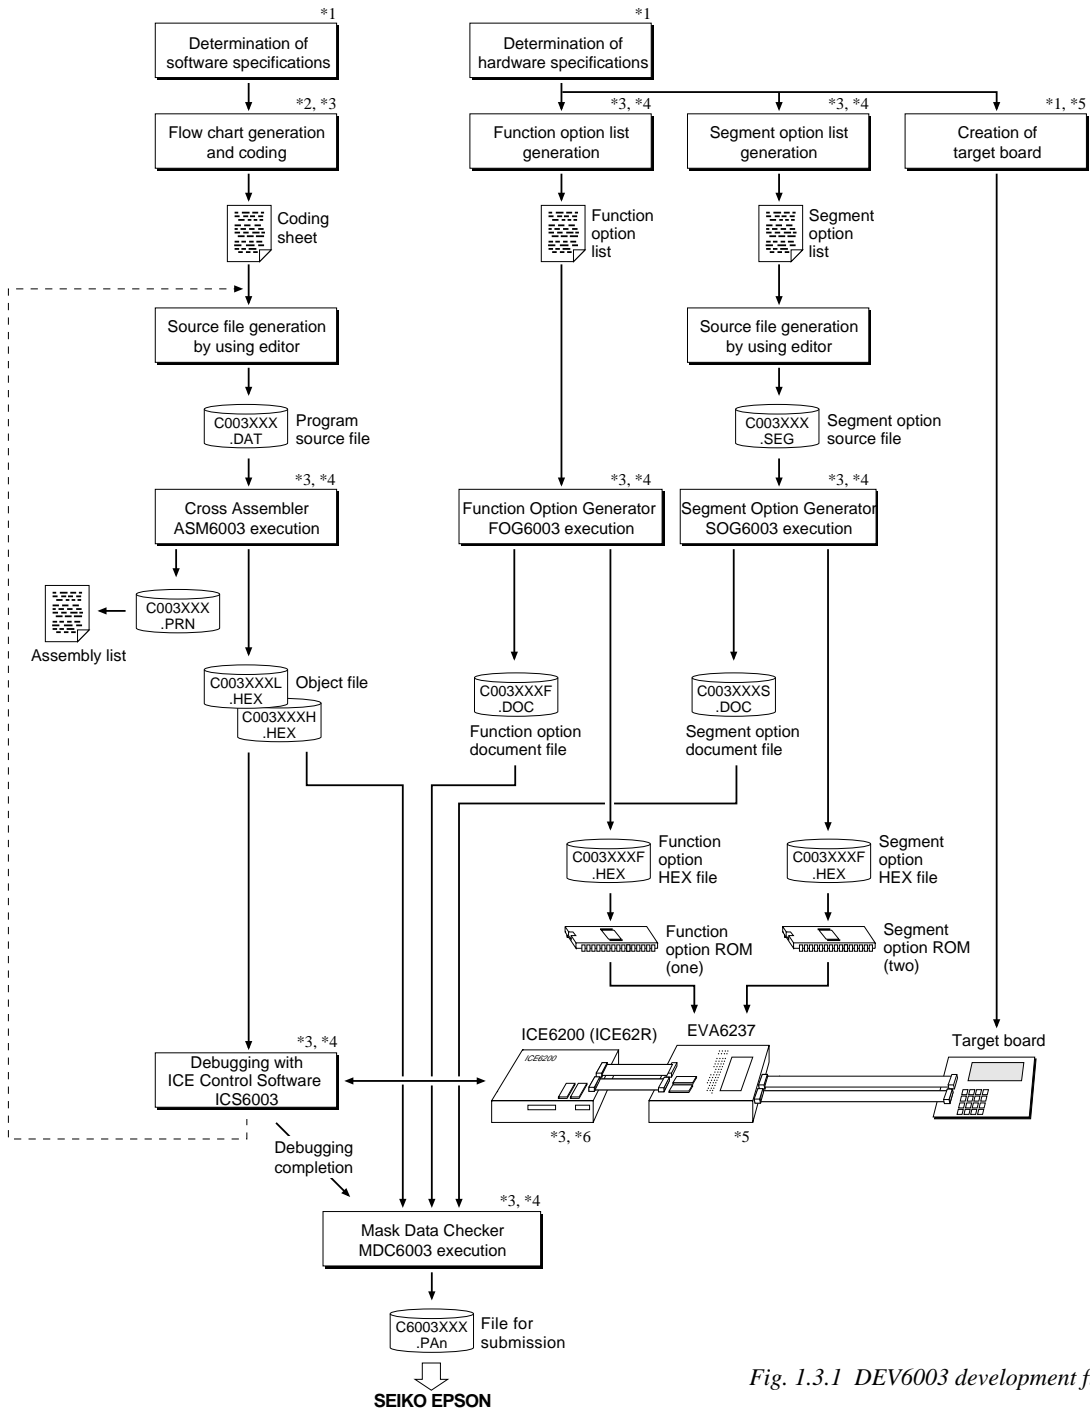 *1
Determination of
software specifications
*1
Determination of
hardware specifications
*2, *3
Flow chart generation
and coding
*3, *4
Function option list
generation
*3, *4
Segment option list
generation
*1, *5
Creation of
target board
Coding
sheet
Function
option
list
Segment
option
list
Source file generation
by using editor
Source file generation
by using editor
C003XXX
.DAT
Program
source file
C003XXX
.SEG
Segment option
source file
*3, *4
Cross Assembler
ASM6003 execution
*3, *4
Function Option Generator
FOG6003 execution
*3, *4
Segment Option Generator
SOG6003 execution
C003XXX
.PRN
Assembly list
C003XXXL
.HEX
Object file
C003XXXH
.HEX
C003XXXF
.DOC
Function option
document file
C003XXXS
.DOC
Segment option
document file
C003XXXF
.HEX
Function
option
HEX file
C003XXXF
.HEX
Segment
option
HEX file
Function
option ROM
(one)
Segment
option ROM
(two)
ICE6200 (ICE62R)
EVA6237
Target board
ICE6200
*3, *4
Debugging with
ICE Control Software
ICS6003
*3, *6
*5
Debugging
completion
*3, *4
Mask Data Checker
MDC6003 execution
C6003XXX
.PAn
File for
submission
SEIKO EPSON
Fig. 1.3.1 DEV6003 development f